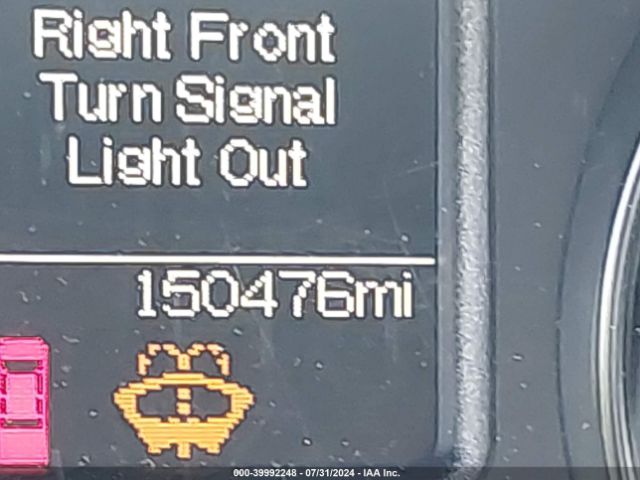 Right Front
Turn Signal
Light Out
150476mi
000-39992248 - 07/31/2024 - IAA Inc.